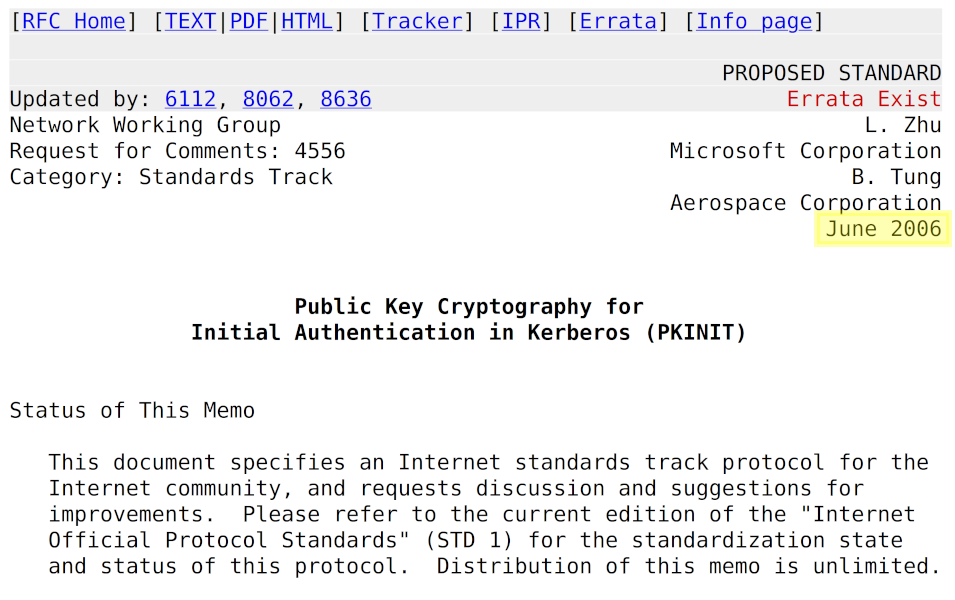 [RFC Home] [TEXT|PDF|HTML] [Tracker] [IPR] [Errata] [Info page]
PROPOSED STANDARD
Updated by: 6112, 8062, 8636 Errata Exist
Network Working Group L. Zhu
Request for Comments: 4556 Microsoft Corporation
Category: Standards Track B. Tung
Aerospace Corporation
June 2006
Public Key Cryptography for
Initial Authentication in Kerberos (PKINIT)
Status of This Memo
This document specifies an Internet standards track protocol for the
Internet community, and requests discussion and suggestions for
improvements.  Please refer to the current edition of the "Internet
Official Protocol Standards" (STD 1) for the standardization state
and status of this protocol.  Distribution of this memo is unlimited.